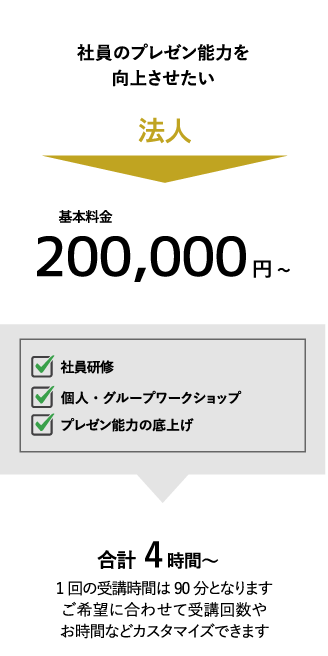 社員のプレゼン能力を
向上させたい
法人
基本料金
200,000円~
社員研修
個人・グループワークショップ
プレゼン能力の底上げ
合計 4時間〜
1回の受講時間は90分となります
ご希望に合わせて受講回数や
お時間などカスタマイズできます